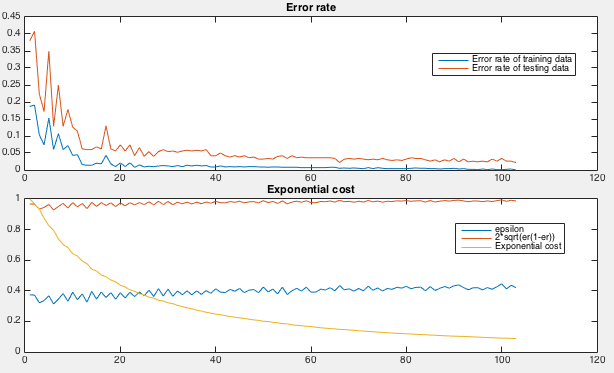 Error rate
0.45
0.4
0.35
0.3
0.25
0.2
0.15
0.1
0.05
0
Error rate of training data
Error rate of testing data
0 20 40 60 80 100 120
Exponential cost
1
0.8
0.6
0.4
0.2
0
epsilon
2*sqrt(er(1-er))
Exponential cost
0 20 40 60 80 100 120